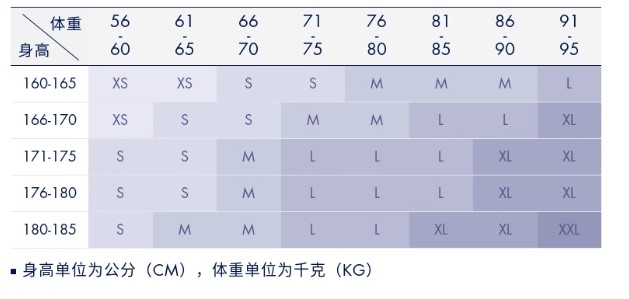 体重 56-60 61-65 66-70 71-75 76-80 81-85 86-90 91-95
身高
160-165 XS XS S S M M M L
166-170 XS S S M M L L XL
171-175 S S M L L L XL XL
176-180 S S M L L L XL XL
180-185 S M M L L XL XL XXL
▪ 身高单位为公分（CM），体重单位为千克（KG）